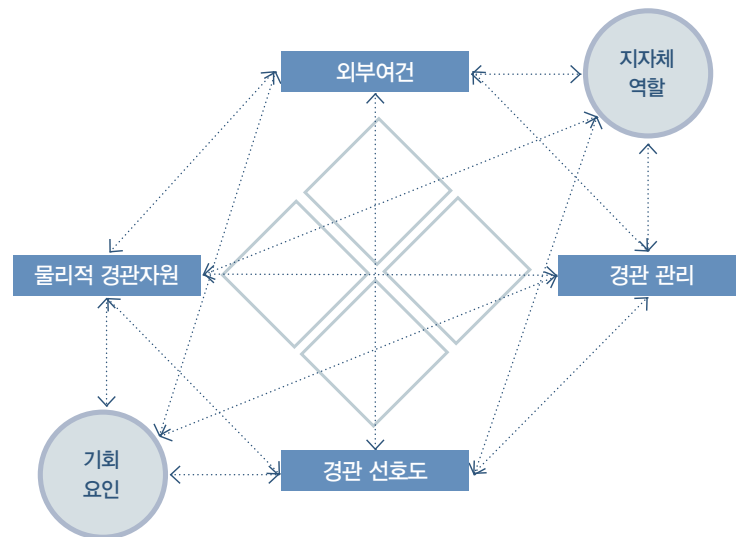 외부여건
지자체
역할
물리적 경관자원
경관 관리
기회
요인
경관 선호도